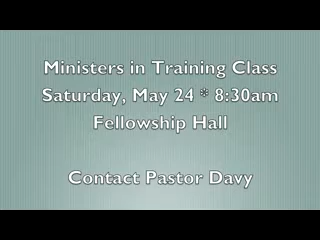 Ministers in Training Class
Saturday, May 24 * 8:30am
Fellowship Hall
Contact Pastor Davy